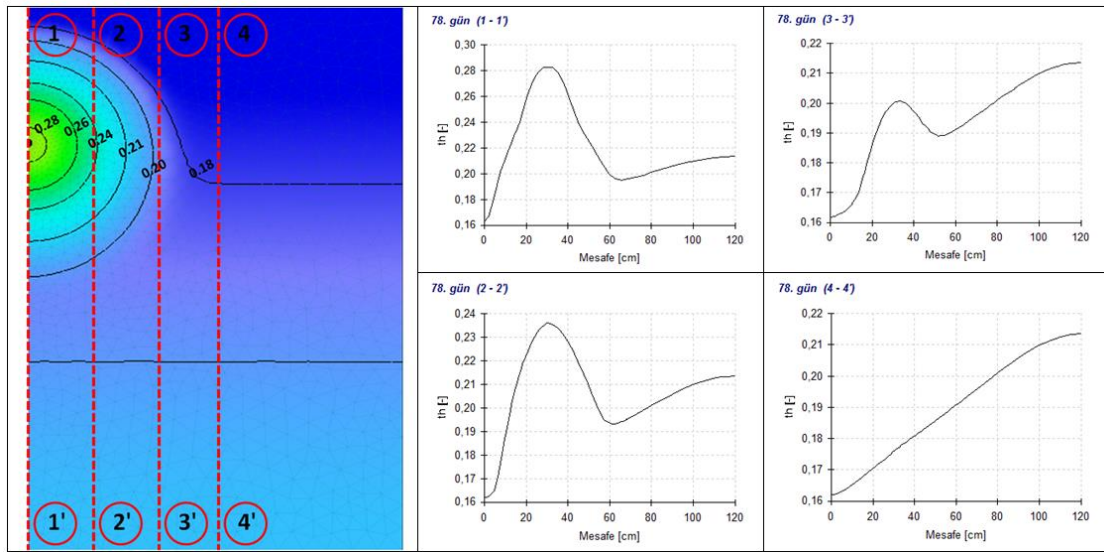 1 2 3 4
0.28
0.26
0.24
0.21
0.20
0.18
1' 2' 3' 4'
78. gün (1 - 1')
0,30
0,28
0,26
0,24
0,22
0,20
0,18
0,16
th [-]
0 20 40 60 80 100 120
Mesafe [cm]
78. gün (3 - 3')
0,22
0,21
0,20
0,19
0,18
0,17
0,16
th [-]
0 20 40 60 80 100 120
Mesafe [cm]
78. gün (2 - 2')
0,24
0,23
0,22
0,21
0,20
0,19
0,18
0,17
0,16
th [-]
0 20 40 60 80 100 120
Mesafe [cm]
78. gün (4 - 4')
0,22
0,21
0,20
0,19
0,18
0,17
0,16
th [-]
0 20 40 60 80 100 120
Mesafe [cm]